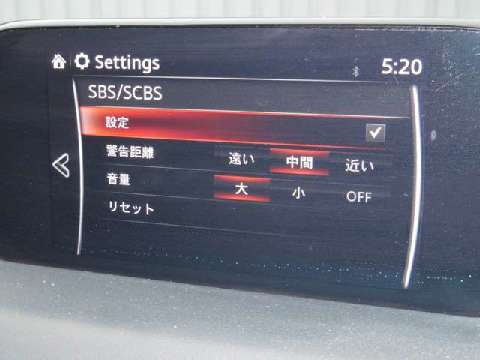 Settings 5:20
SBS/SCBS
設定
警告距離 遠い 中間 近い
音量 大 小 OFF
リセット